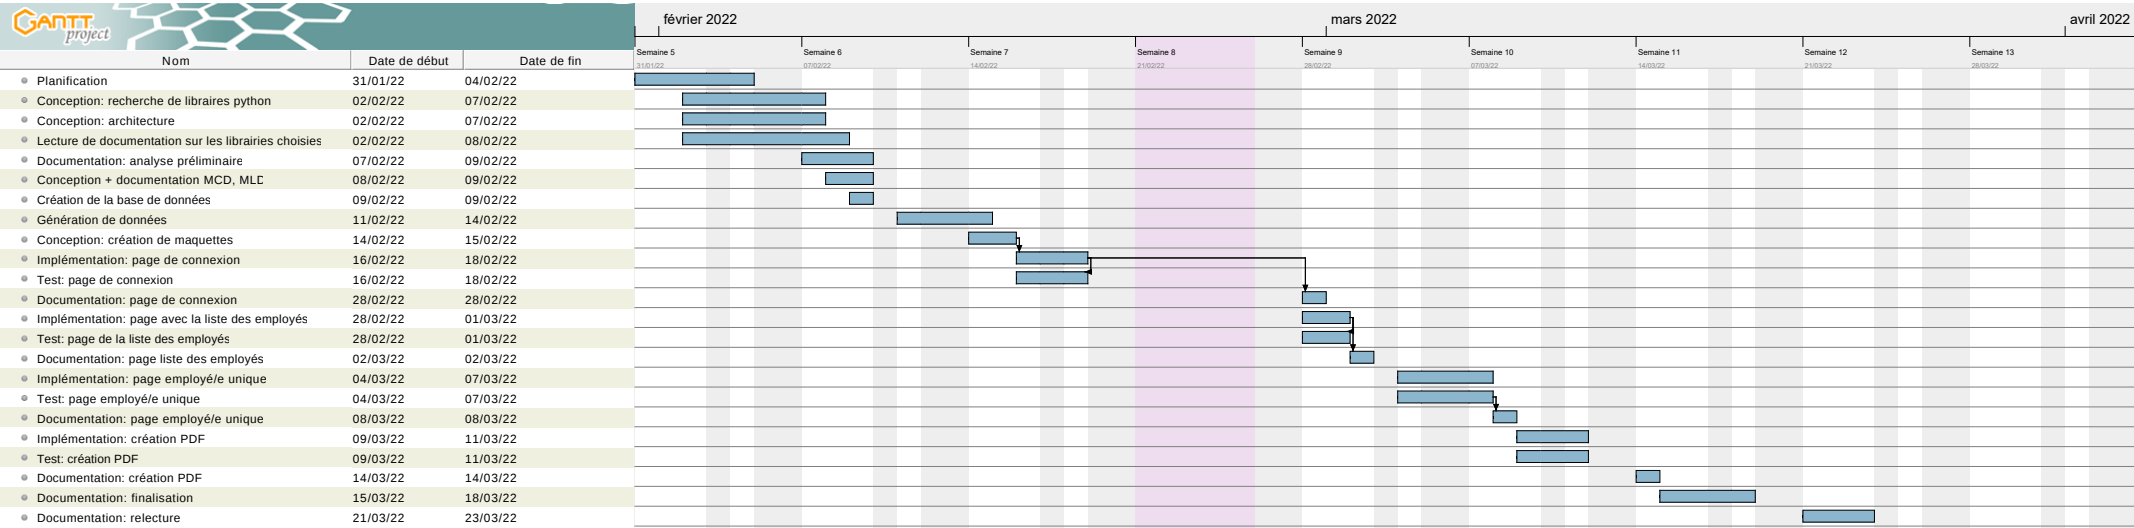 GANTT project
février 2022 mars 2022 avril 2022
Semaine 5 Semaine 6 Semaine 7 Semaine 8 Semaine 9 Semaine 10 Semaine 11 Semaine 12 Semaine 13
31/01/22 07/02/22 14/02/22 21/02/22 28/02/22 07/03/22 14/03/22 21/03/22 28/03/22
Nom Date de début Date de fin
Planification 31/01/22 04/02/22
Conception: recherche de libraires python 02/02/22 07/02/22
Conception: architecture 02/02/22 07/02/22
Lecture de documentation sur les librairies choisies 02/02/22 08/02/22
Documentation: analyse préliminaire 07/02/22 09/02/22
Conception + documentation MCD, MLD 08/02/22 09/02/22
Création de la base de données 09/02/22 09/02/22
Génération de données 11/02/22 14/02/22
Conception: création de maquettes 14/02/22 15/02/22
Implémentation: page de connexion 16/02/22 18/02/22
Test: page de connexion 16/02/22 18/02/22
Documentation: page de connexion 28/02/22 28/02/22
Implémentation: page avec la liste des employés 28/02/22 01/03/22
Test: page de la liste des employés 28/02/22 01/03/22
Documentation: page liste des employés 02/03/22 02/03/22
Implémentation: page employé/e unique 04/03/22 07/03/22
Test: page employé/e unique 04/03/22 07/03/22
Documentation: page employé/e unique 08/03/22 08/03/22
Implémentation: création PDF 09/03/22 11/03/22
Test: création PDF 09/03/22 11/03/22
Documentation: création PDF 14/03/22 14/03/22
Documentation: finalisation 15/03/22 18/03/22
Documentation: relecture 21/03/22 23/03/22